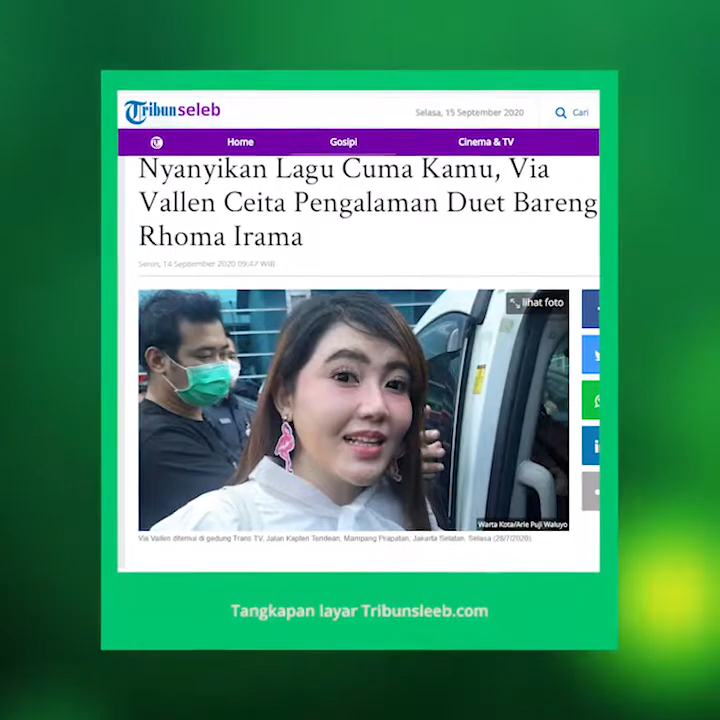 Tribunseleb
Selasa, 15 September 2020
Cari
Home
Gosipi
Cinema & TV
Nyanyikan Lagu Cuma Kamu, Via
Vallen Ceita Pengalaman Duet Bareng
Rhoma Irama
Senin, 14 September 2020 09:47 WIB
lihat foto
Warta Kota/Arie Puji Waluyo
Via Vallen ditemui di gedung Trans TV, Jalan Kapten Tendean, Mampang Prapatan, Jakarta Selatan, Selasa (28/7/2020).
Tangkapan layar Tribunsleeb.com